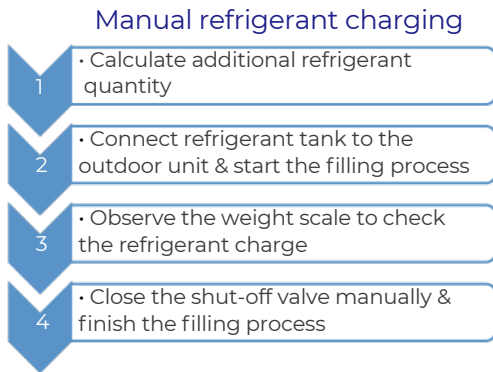 Manual refrigerant charging
1
• Calculate additional refrigerant
quantity
2
• Connect refrigerant tank to the
outdoor unit & start the filling process
3
• Observe the weight scale to check
the refrigerant charge
4
• Close the shut-off valve manually &
finish the filling process